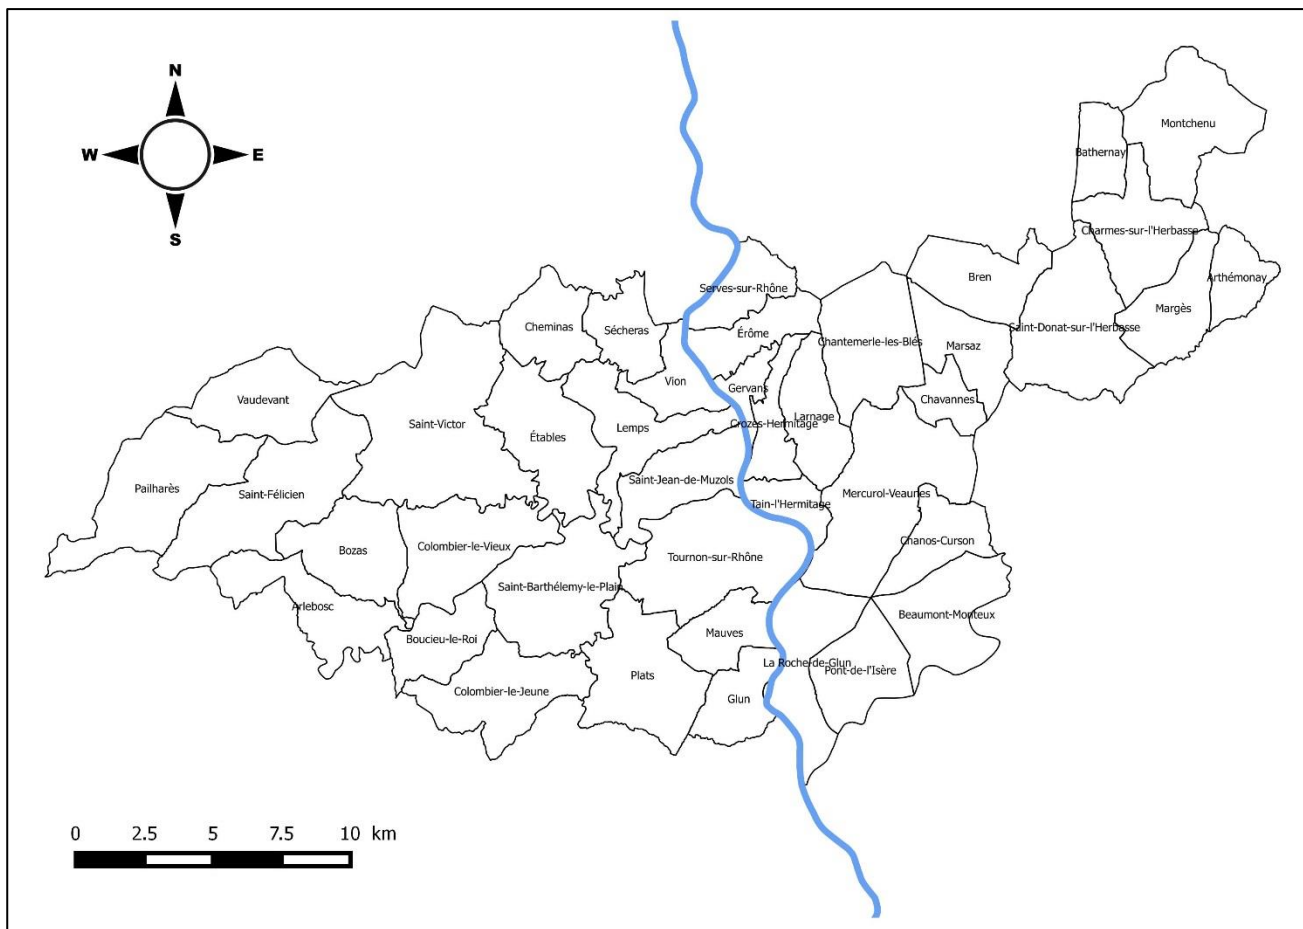 N
W
E
S
Montchenu
Bathernay
Charmes-sur-l'Herbasse
Arthémonay
Bren
Serves-sur-Rhône
Margès
Cheminas
Sécheras
Érôme
Saint-Donat-sur-l'Herbasse
Chantemerle-les-Blés
Marsaz
Vion
Gervans
Vaudevant
Chavannes
Larnage
Saint-Victor
Lemps
Crozes-Hermitage
Étables
Saint-Jean-de-Muzols
Pailharès
Saint-Félicien
Mercurol-Veaunes
Tain-l'Hermitage
Chanos-Curson
Bozas
Colombier-le-Vieux
Tournon-sur-Rhône
Saint-Barthélemy-le-Plain
Arlebosc
Beaumont-Monteux
Boucieu-le-Roi
Mauves
La Roche-de-Glun
Pont-de-l'Isère
Plats
Colombier-le-Jeune
Glun
0 2.5 5 7.5 10 km